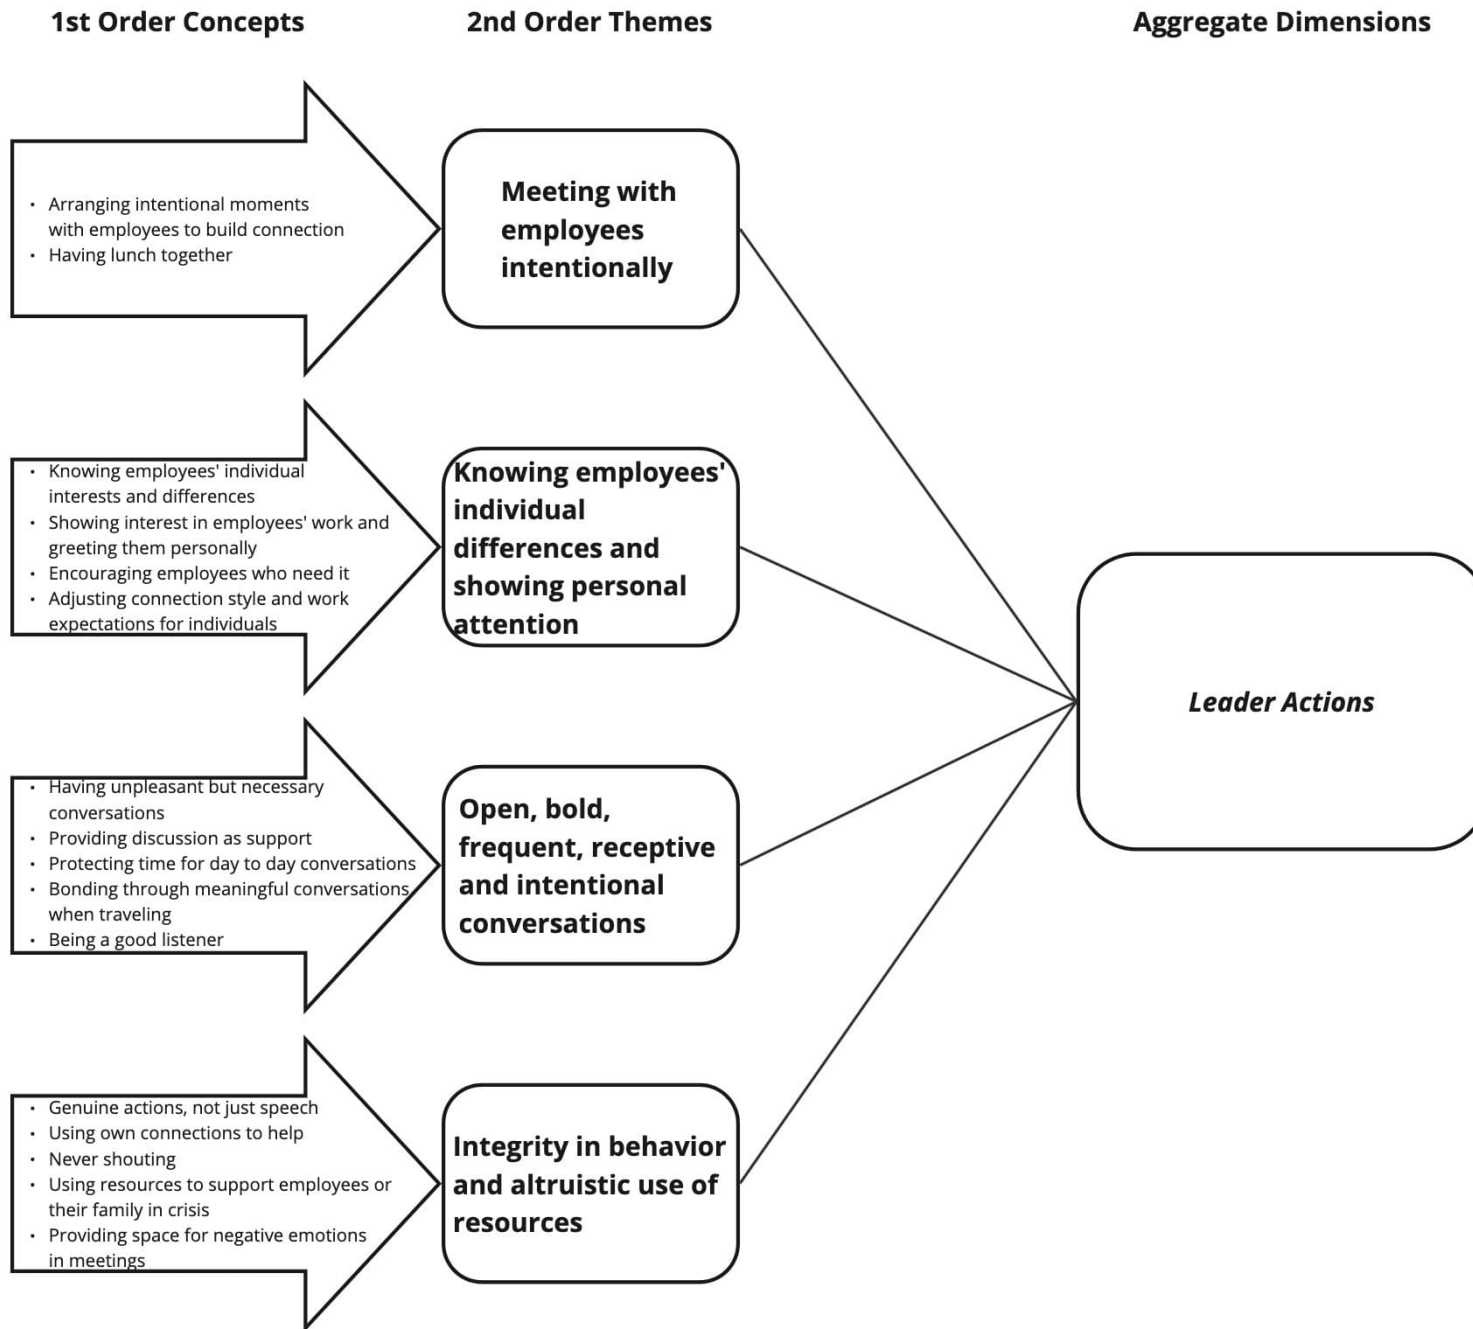 1st Order Concepts
2nd Order Themes
Aggregate Dimensions
• Arranging intentional moments
with employees to build connection
• Having lunch together
Meeting with
employees
intentionally
• Knowing employees' individual
interests and differences
• Showing interest in employees' work and
greeting them personally
• Encouraging employees who need it
• Adjusting connection style and work
expectations for individuals
Knowing employees'
individual
differences and
showing personal
attention
• Having unpleasant but necessary
conversations
• Providing discussion as support
• Protecting time for day to day conversations
• Bonding through meaningful conversations
when traveling
• Being a good listener
Open, bold,
frequent, receptive
and intentional
conversations
• Genuine actions, not just speech
• Using own connections to help
• Never shouting
• Using resources to support employees or
their family in crisis
• Providing space for negative emotions
in meetings
Integrity in behavior
and altruistic use of
resources
Leader Actions